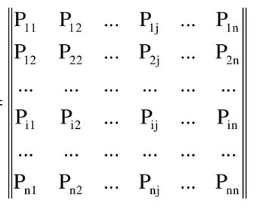 P₁₁ P₁₂ ... P₁ⱼ ... P₁ₙ
P₁₂ P₂₂ ... P₂ⱼ ... P₂ₙ
... ... ... ... ... ...
= Pᵢ₁ Pᵢ₂ ... Pᵢⱼ ... Pᵢₙ
... ... ... ... ... ...
Pₙ₁ Pₙ₂ ... Pₙⱼ ... Pₙₙ